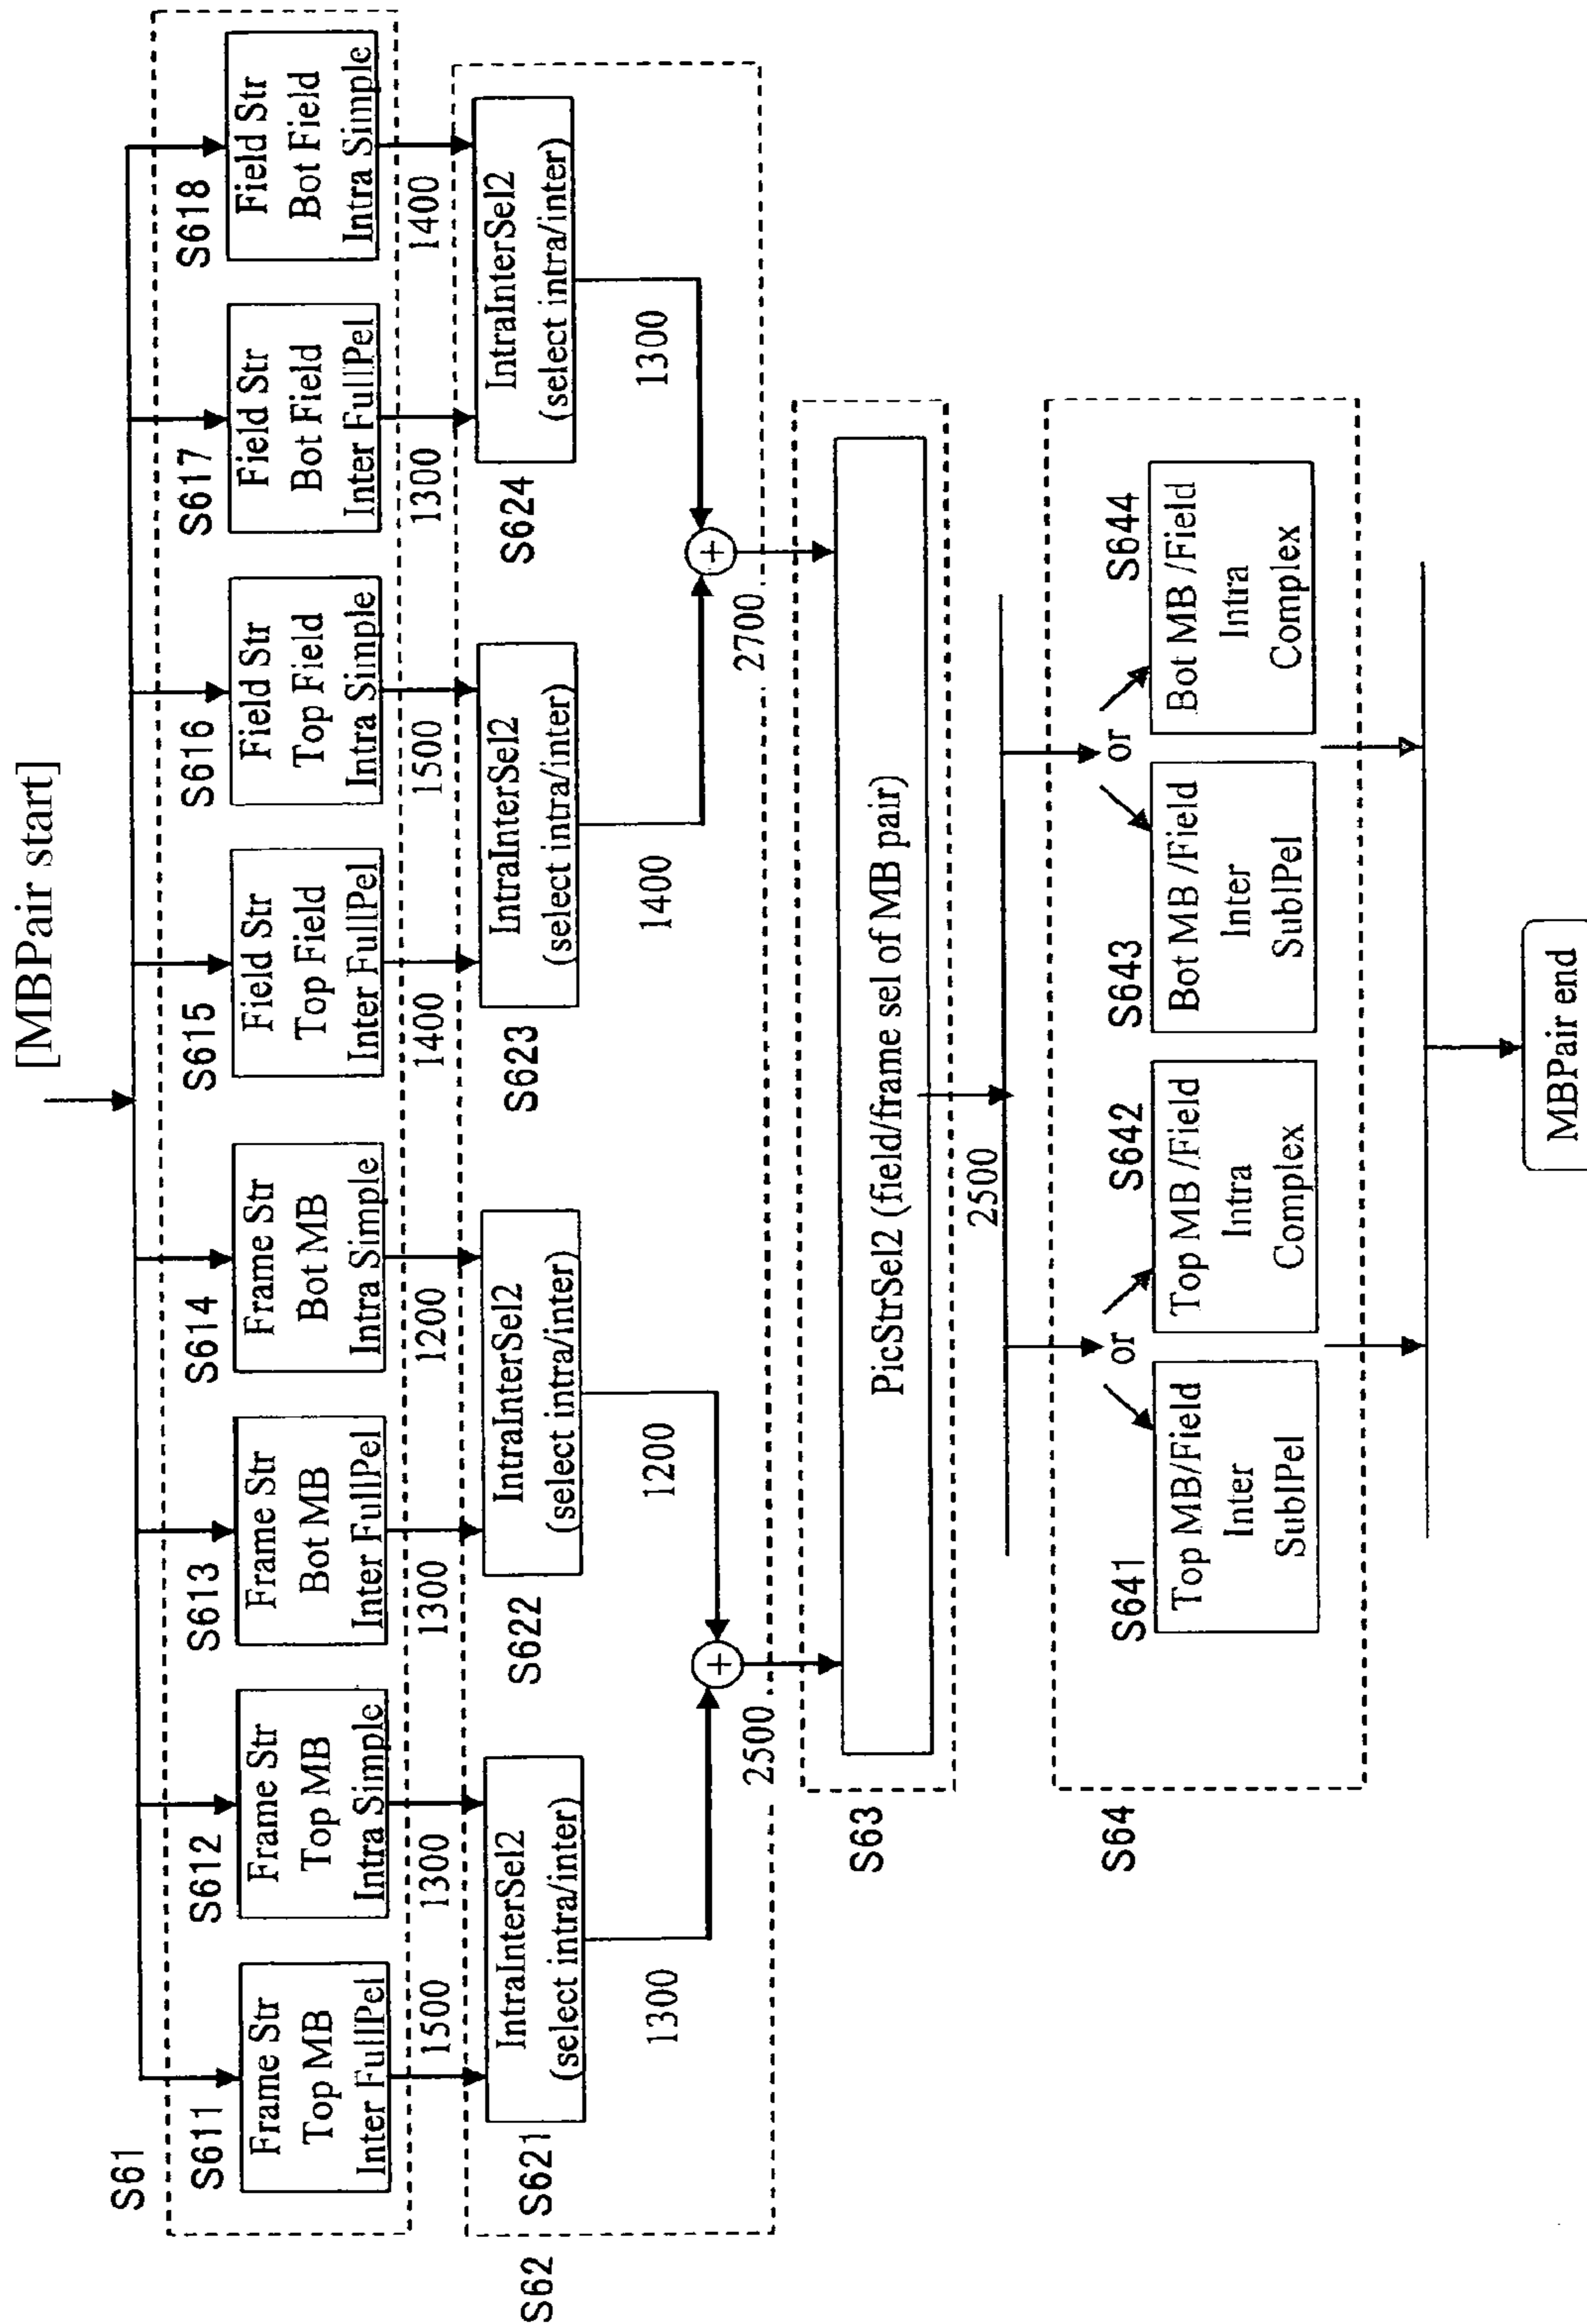 [MBPair start]
S61
S611
Frame Str
Top MB
Inter FullPel
S612
Frame Str
Top MB
Intra Simple
S613
Frame Str
Bot MB
Inter FullPel
S614
Frame Str
Bot MB
Intra Simple
S615
Field Str
Top Field
Inter FullPel
S616
Field Str
Top Field
Intra Simple
S617
Field Str
Bot Field
Inter FullPel
S618
Field Str
Bot Field
Intra Simple
1500
1300
1300
1200
1400
1500
1300
1400
S62
S621
IntraInterSel2
(select intra/inter)
S622
IntraInterSel2
(select intra/inter)
S623
IntraInterSel2
(select intra/inter)
S624
IntraInterSel2
(select intra/inter)
1300
1200
1400
1300
+
+
2500
2700
S63
PicStrSel2 (field/frame sel of MB pair)
2500
S64
or
or
S641
Top MB/Field
Inter
SublPel
S642
Top MB /Field
Intra
Complex
S643
Bot MB /Field
Inter
SublPel
S644
Bot MB /Field
Intra
Complex
MBPair end